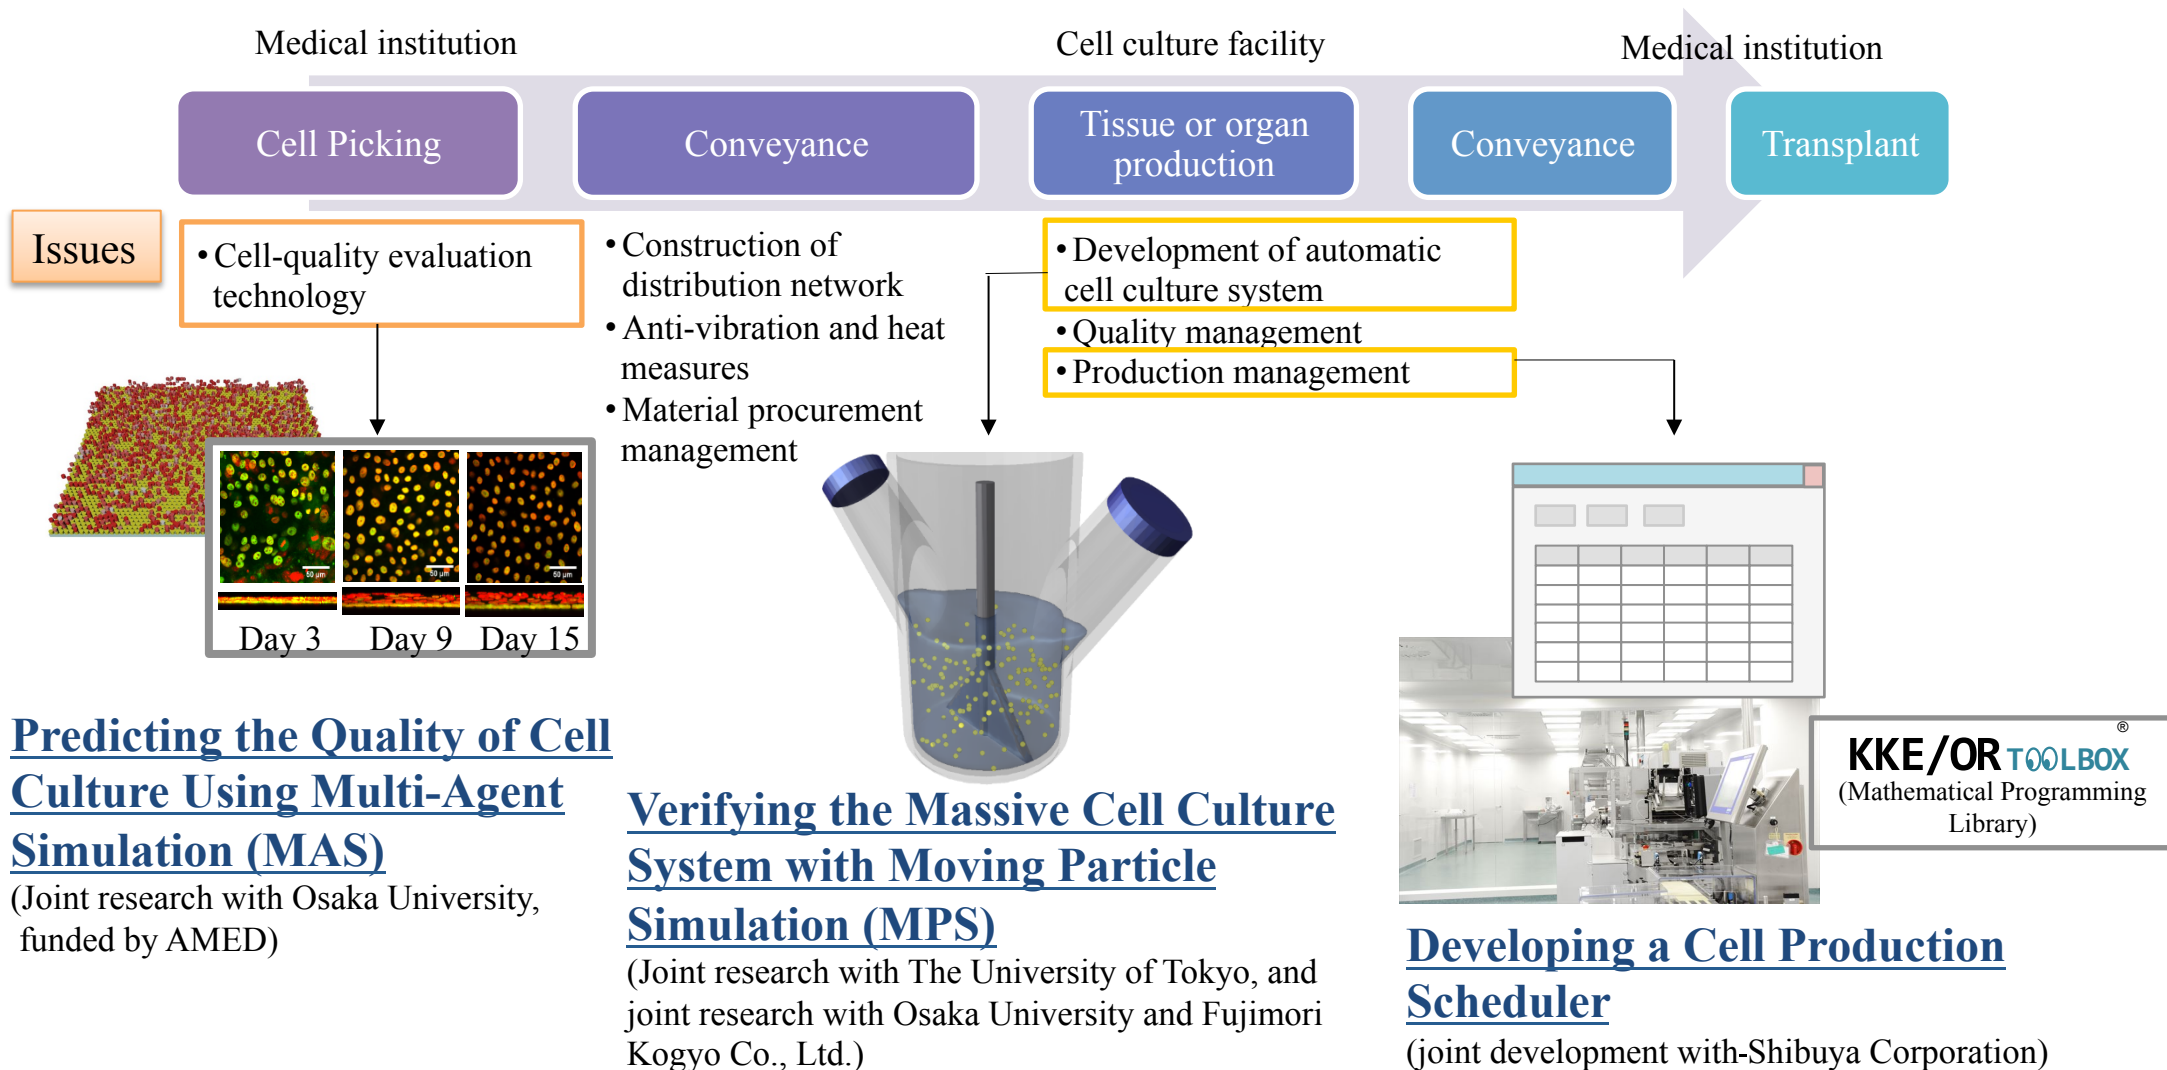 Medical institution
Cell culture facility
Medical institution
Cell Picking
Conveyance
Tissue or organ
production
Conveyance
Transplant
Issues
• Cell-quality evaluation
technology
• Construction of
distribution network
• Anti-vibration and heat
measures
• Material procurement
management
• Development of automatic
cell culture system
• Quality management
• Production management
50 μm
50 μm
50 μm
Day 3
Day 9
Day 15
Predicting the Quality of Cell
Culture Using Multi-Agent
Simulation (MAS)
(Joint research with Osaka University,
funded by AMED)
Verifying the Massive Cell Culture
System with Moving Particle
Simulation (MPS)
(Joint research with The University of Tokyo, and
joint research with Osaka University and Fujimori
Kogyo Co., Ltd.)
KKE/OR TOOLBOX ®
(Mathematical Programming
Library)
Developing a Cell Production
Scheduler
(joint development with-Shibuya Corporation)